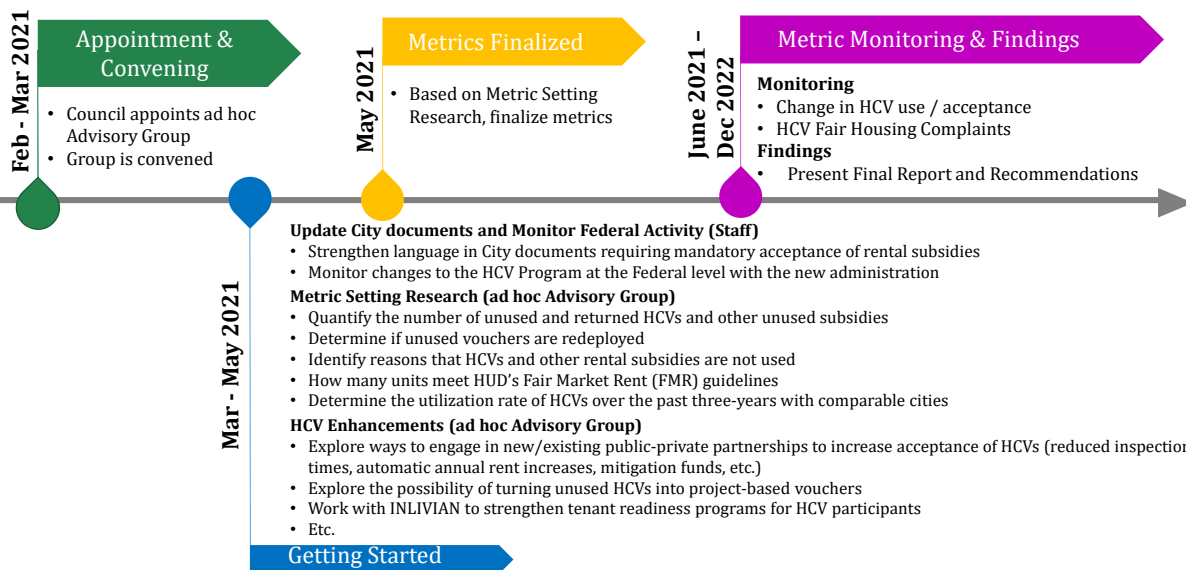 Feb - Mar 2021
Appointment &
Convening
• Council appoints ad hoc
Advisory Group
• Group is convened
May 2021
Metrics Finalized
• Based on Metric Setting
Research, finalize metrics
June 2021 –
Dec 2022
Metric Monitoring & Findings
Monitoring
• Change in HCV use / acceptance
• HCV Fair Housing Complaints
Findings
• Present Final Report and Recommendations
Mar - May 2021
Update City documents and Monitor Federal Activity (Staff)
• Strengthen language in City documents requiring mandatory acceptance of rental subsidies
• Monitor changes to the HCV Program at the Federal level with the new administration
Metric Setting Research (ad hoc Advisory Group)
• Quantify the number of unused and returned HCVs and other unused subsidies
• Determine if unused vouchers are redeployed
• Identify reasons that HCVs and other rental subsidies are not used
• How many units meet HUD's Fair Market Rent (FMR) guidelines
• Determine the utilization rate of HCVs over the past three-years with comparable cities
HCV Enhancements (ad hoc Advisory Group)
• Explore ways to engage in new/existing public-private partnerships to increase acceptance of HCVs (reduced inspection
times, automatic annual rent increases, mitigation funds, etc.)
• Explore the possibility of turning unused HCVs into project-based vouchers
• Work with INLIVIAN to strengthen tenant readiness programs for HCV participants
• Etc.
Getting Started